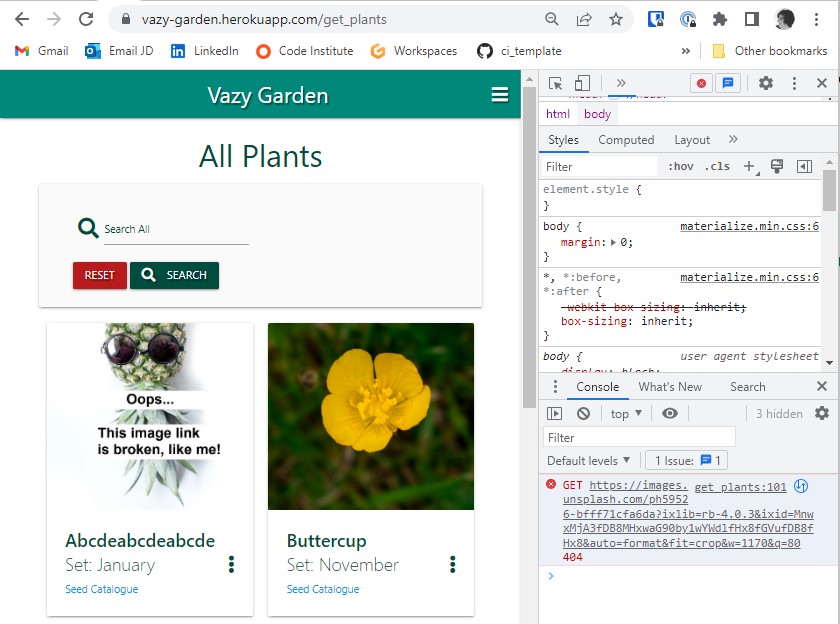 vazy-garden.herokuapp.com/get_plants
Gmail Email JD LinkedIn Code Institute Workspaces ci_template » Other bookmarks
Vazy Garden
All Plants
Search All
RESET SEARCH
Oops...
This image link
is broken, like me!
Abcdeabcdeabcde
Set: January
Seed Catalogue
Buttercup
Set: November
Seed Catalogue
»
html body
Styles Computed Layout »
Filter :hov .cls
element.style {
}
body { materialize.min.css:6
margin: 0;
}
*, *:before, materialize.min.css:6
*:after {
-webkit-box-sizing: inherit;
box-sizing: inherit;
}
body { user agent stylesheet
display: block;
Console What's New Search
top 3 hidden
Filter
Default levels 1 Issue: 1
GET https://images. get_plants:101
unsplash.com/ph5952
6-bfff71cfa6da?ixlib=rb-4.0.3&ixid=Mnw
xMjA3fDB8MHxwaG90by1wYWdlfHx8fGVufDB8f
Hx8&auto=format&fit=crop&w=1170&q=80
404